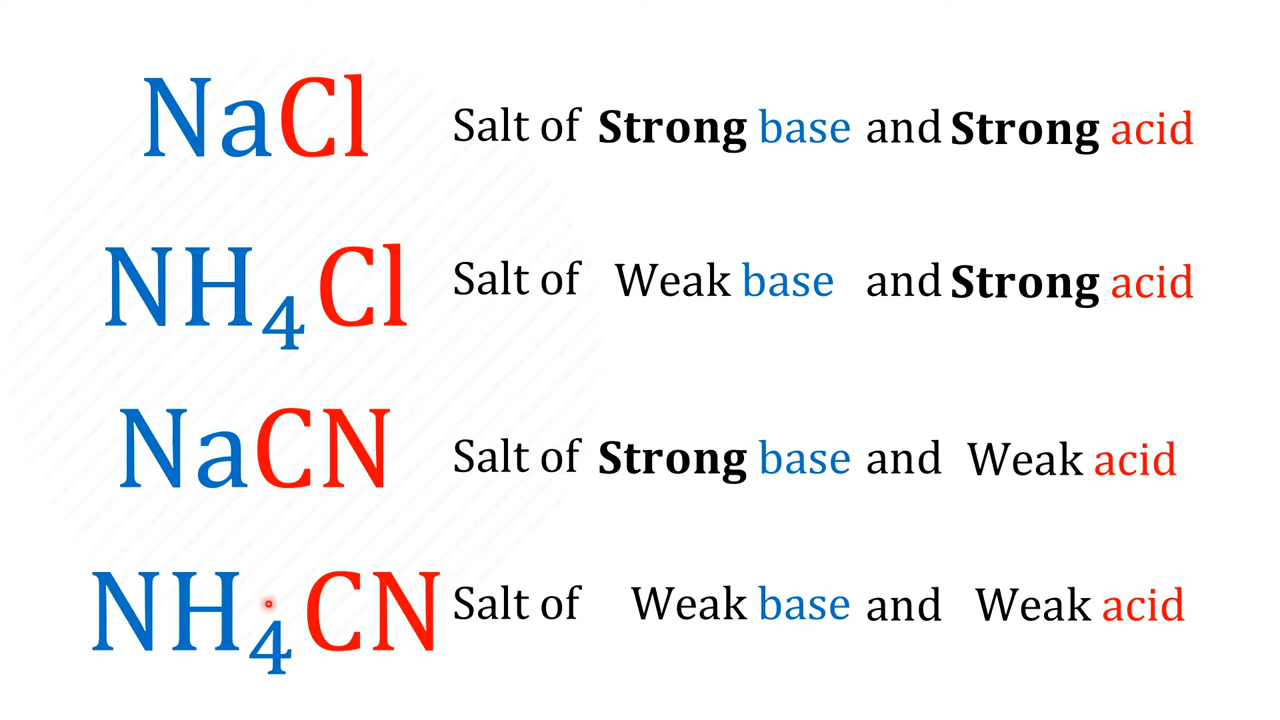 NaCl Salt of Strong base and Strong acid
NH₄Cl Salt of Weak base and Strong acid
NaCN Salt of Strong base and Weak acid
NH₄CN Salt of Weak base and Weak acid